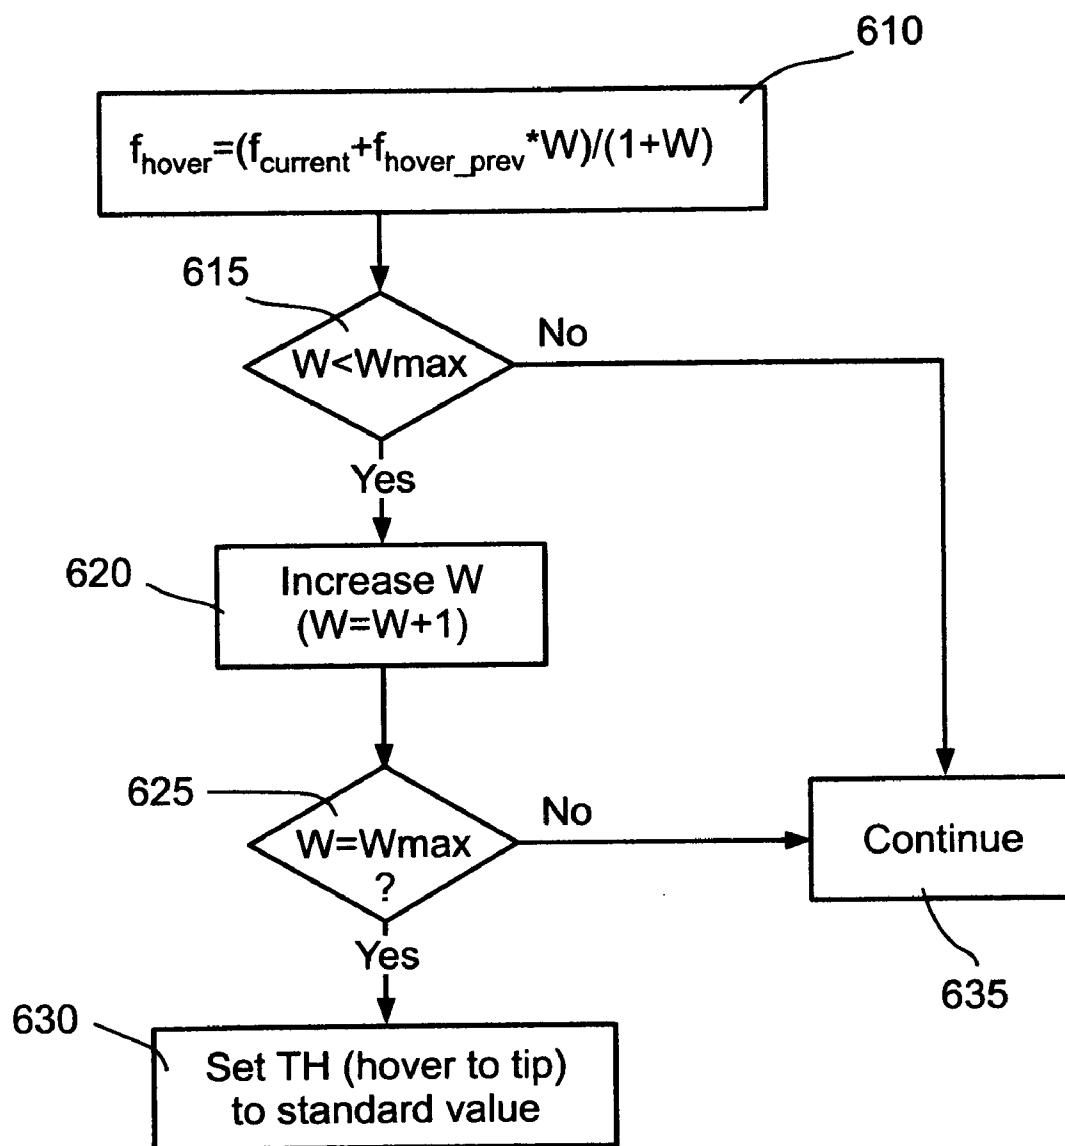 610
f_hover=(f_current+f_hover_prev*W)/(1+W)
615
W<Wmax
No
Yes
620
Increase W
(W=W+1)
625
W=Wmax
?
No
Continue
Yes
635
630
Set TH (hover to tip)
to standard value